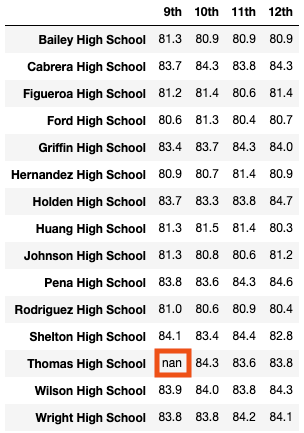 9th 10th 11th 12th
Bailey High School 81.3 80.9 80.9 80.9
Cabrera High School 83.7 84.3 83.8 84.3
Figueroa High School 81.2 81.4 80.6 81.4
Ford High School 80.6 81.3 80.4 80.7
Griffin High School 83.4 83.7 84.3 84.0
Hernandez High School 80.9 80.7 81.4 80.9
Holden High School 83.7 83.3 83.8 84.7
Huang High School 81.3 81.5 81.4 80.3
Johnson High School 81.3 80.8 80.6 81.2
Pena High School 83.8 83.6 84.3 84.6
Rodriguez High School 81.0 80.6 80.9 80.4
Shelton High School 84.1 83.4 84.4 82.8
Thomas High School nan 84.3 83.6 83.8
Wilson High School 83.9 84.0 83.8 84.3
Wright High School 83.8 83.8 84.2 84.1